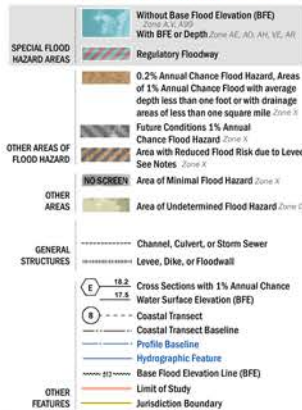 Without Base Flood Elevation (BFE)
Zone A,V, A99
With BFE or Depth Zone AE, AO, AH, VE, AR
SPECIAL FLOOD
HAZARD AREAS
Regulatory Floodway
0.2% Annual Chance Flood Hazard, Areas
of 1% Annual Chance Flood with average
depth less than one foot or with drainage
areas of less than one square mile Zone X
Future Conditions 1% Annual
Chance Flood Hazard Zone X
OTHER AREAS OF
FLOOD HAZARD
Area with Reduced Flood Risk due to Levee
See Notes Zone X
NO SCREEN Area of Minimal Flood Hazard Zone X
OTHER
AREAS
Area of Undetermined Flood Hazard Zone D
GENERAL
STRUCTURES
Channel, Culvert, or Storm Sewer
Levee, Dike, or Floodwall
E 18.2 Cross Sections with 1% Annual Chance
17.5 Water Surface Elevation (BFE)
8 Coastal Transect
Coastal Transect Baseline
Profile Baseline
Hydrographic Feature
513 Base Flood Elevation Line (BFE)
OTHER
FEATURES
Limit of Study
Jurisdiction Boundary